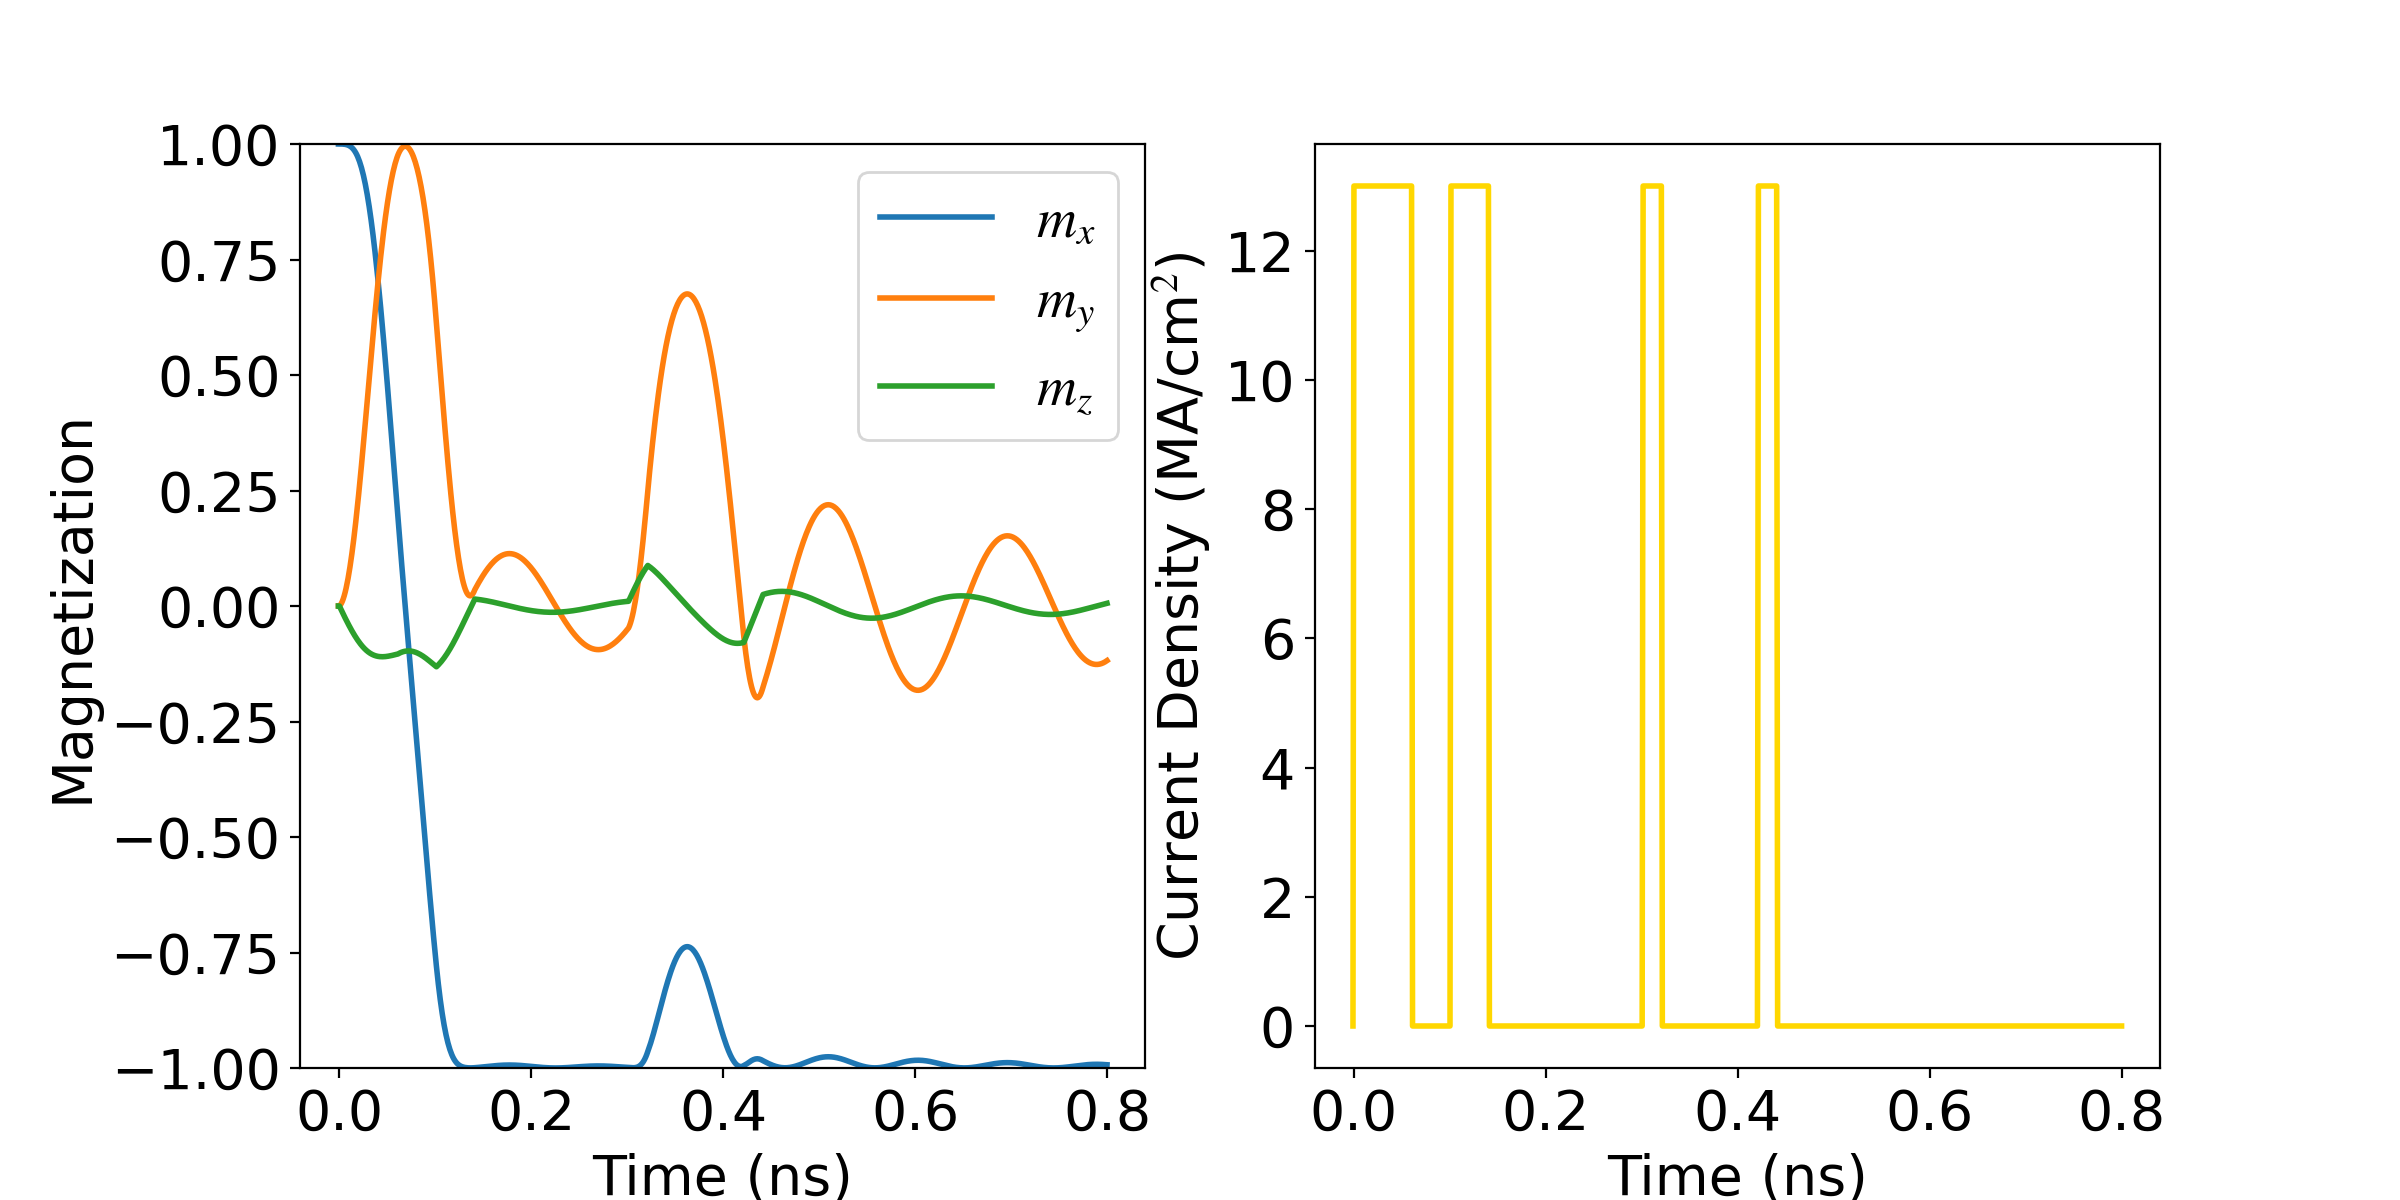 Magnetization
1.00
0.75
0.50
0.25
0.00
−0.25
−0.50
−0.75
−1.00
0.0 0.2 0.4 0.6 0.8
Time (ns)
m_x
m_y
m_z
Current Density (MA/cm²)
12
10
8
6
4
2
0
0.0 0.2 0.4 0.6 0.8
Time (ns)